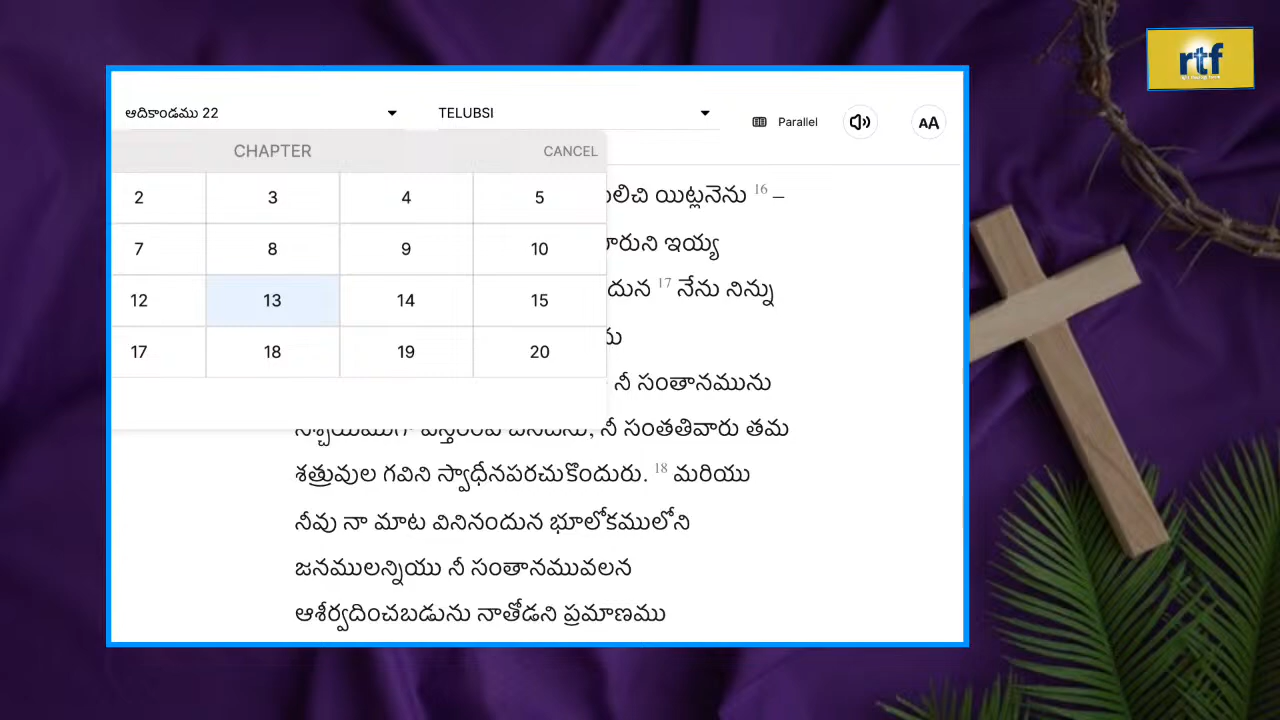 rtf
ఆదికాండము 22
TELUBSI
Parallel
AA
CHAPTER
CANCEL
2 3 4 5
7 8 9 10
12 13 14 15
17 18 19 20
యిట్లనెను 16 –
ఇయ్య
17 నేను నిన్ను
నీ సంతానమును
నీ సంతతివారు తమ
శత్రువుల గవిని స్వాధీనపరచుకొందురు. 18 మరియు
నీవు నా మాట వినినందున భూలోకములోని
జనములన్నియు నీ సంతానమువలన
ఆశీర్వదించబడును నాతోడని ప్రమాణము